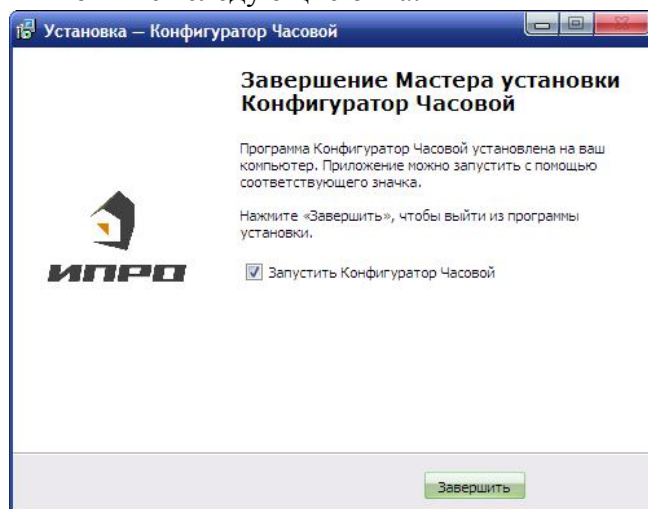 Установка — Конфигуратор Часовой
Завершение Мастера установки
Конфигуратор Часовой
Программа Конфигуратор Часовой установлена на ваш
компьютер. Приложение можно запустить с помощью
соответствующего значка.
Нажмите «Завершить», чтобы выйти из программы
установки.
ИПРО
Запустить Конфигуратор Часовой
Завершить